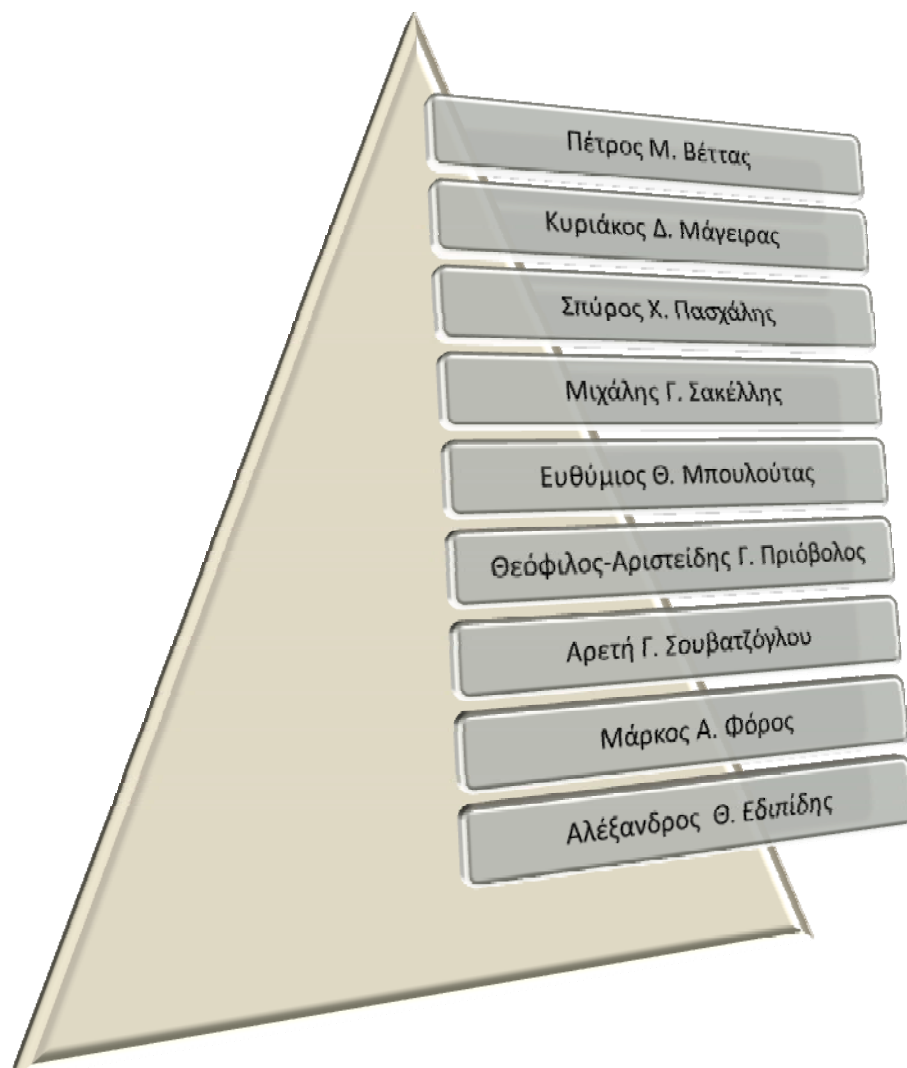 Πέτρος Μ. Βέττας
Κυριάκος Δ. Μάγειρας
Σπύρος Χ. Πασχάλης
Μιχάλης Γ. Σακέλλης
Ευθύμιος Θ. Μπουλούτας
Θεόφιλος-Αριστείδης Γ. Πριόβολος
Αρετή Γ. Σουβατζόγλου
Μάρκος Α. Φόρος
Αλέξανδρος Θ. Εδιπίδης